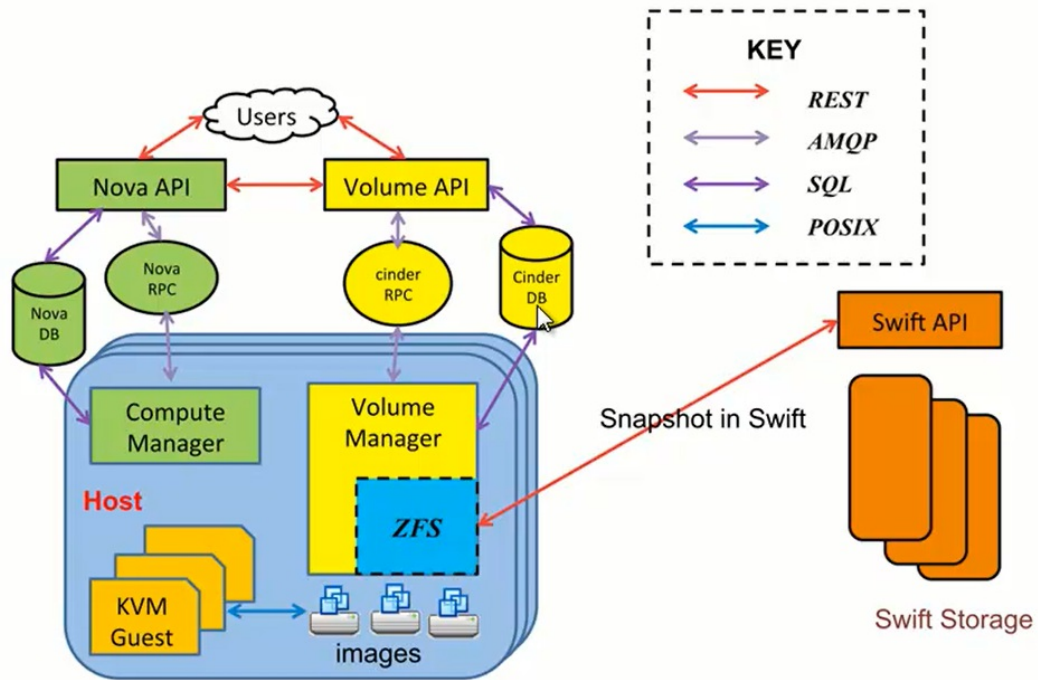 KEY
REST
AMQP
SQL
POSIX
Users
Nova API
Volume API
Nova
RPC
cinder
RPC
Cinder
DB
Nova
DB
Swift API
Compute
Manager
Volume
Manager
Snapshot in Swift
Host
ZFS
KVM
Guest
images
Swift Storage